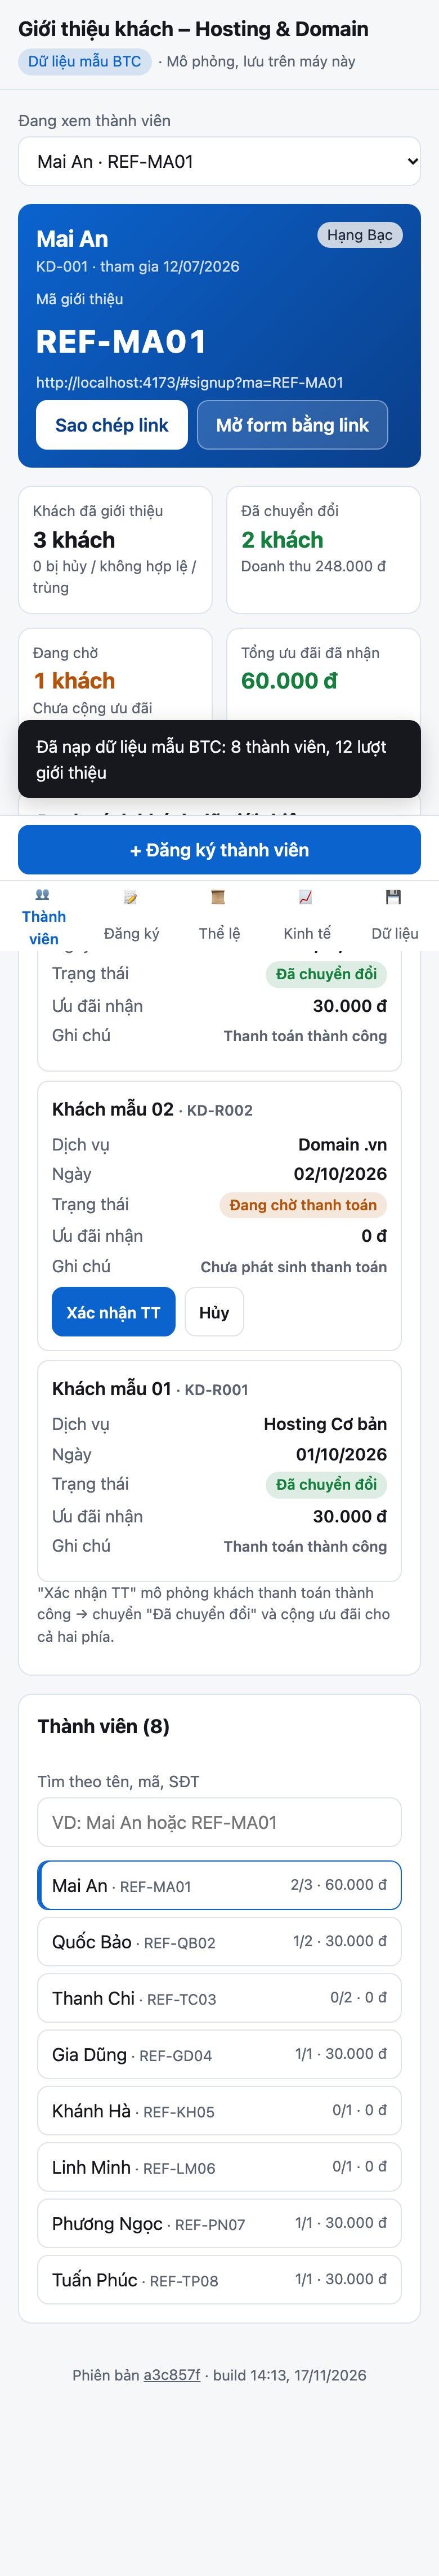 Giới thiệu khách – Hosting & Domain
Dữ liệu mẫu BTC · Mô phỏng, lưu trên máy này
Đang xem thành viên
Mai An · REF-MA01
Mai An
Hạng Bạc
KD-001 · tham gia 12/07/2026
Mã giới thiệu
REF-MA01
http://localhost:4173/#signup?ma=REF-MA01
Sao chép link
Mở form bằng link
Khách đã giới thiệu
3 khách
0 bị hủy / không hợp lệ /
trùng
Đã chuyển đổi
2 khách
Doanh thu 248.000 đ
Đang chờ
1 khách
Chưa cộng ưu đãi
Tổng ưu đãi đã nhận
60.000 đ
Đã nạp dữ liệu mẫu BTC: 8 thành viên, 12 lượt
giới thiệu
+ Đăng ký thành viên
Thành
viên
Đăng ký
Thể lệ
Kinh tế
Dữ liệu
Trạng thái
Đã chuyển đổi
Ưu đãi nhận
30.000 đ
Ghi chú
Thanh toán thành công
Khách mẫu 02 · KD-R002
Dịch vụ
Domain .vn
Ngày
02/10/2026
Trạng thái
Đang chờ thanh toán
Ưu đãi nhận
0 đ
Ghi chú
Chưa phát sinh thanh toán
Xác nhận TT
Hủy
Khách mẫu 01 · KD-R001
Dịch vụ
Hosting Cơ bản
Ngày
01/10/2026
Trạng thái
Đã chuyển đổi
Ưu đãi nhận
30.000 đ
Ghi chú
Thanh toán thành công
"Xác nhận TT" mô phỏng khách thanh toán thành
công → chuyển "Đã chuyển đổi" và cộng ưu đãi cho
cả hai phía.
Thành viên (8)
Tìm theo tên, mã, SĐT
VD: Mai An hoặc REF-MA01
Mai An · REF-MA01
2/3 · 60.000 đ
Quốc Bảo · REF-QB02
1/2 · 30.000 đ
Thanh Chi · REF-TC03
0/2 · 0 đ
Gia Dũng · REF-GD04
1/1 · 30.000 đ
Khánh Hà · REF-KH05
0/1 · 0 đ
Linh Minh · REF-LM06
0/1 · 0 đ
Phương Ngọc · REF-PN07
1/1 · 30.000 đ
Tuấn Phúc · REF-TP08
1/1 · 30.000 đ
Phiên bản a3c857f · build 14:13, 17/11/2026